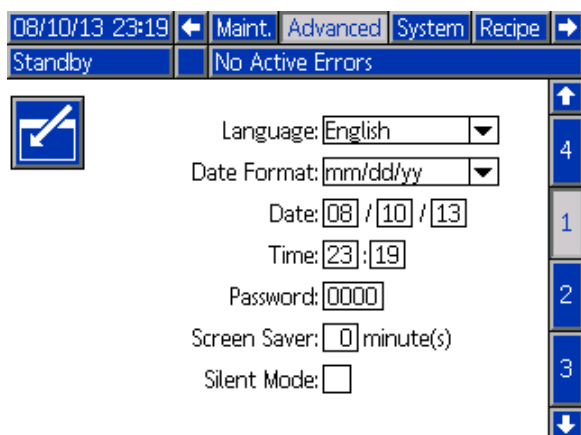 08/10/13 23:19 Maint. Advanced System Recipe
Standby No Active Errors
Language: English
4
Date Format: mm/dd/yy
Date: 08 / 10 / 13
1
Time: 23 : 19
Password: 0000
2
Screen Saver: 0 minute(s)
Silent Mode:
3